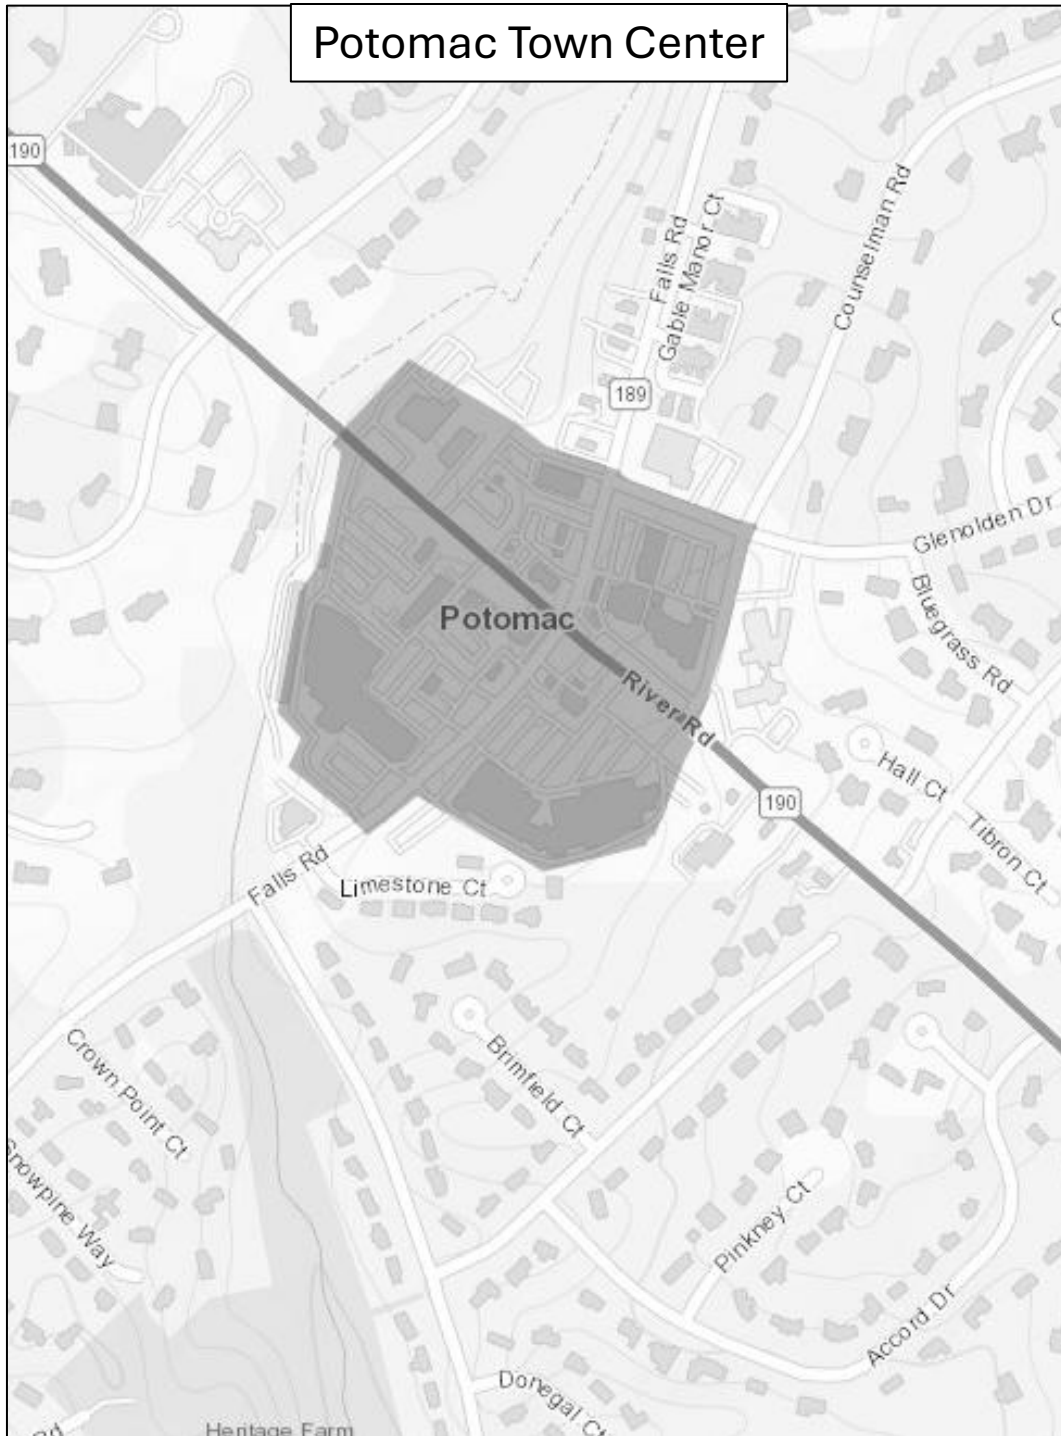 Potomac Town Center
190
Falls Rd
Gable Manor Ct
Counselman Rd
189
Glenolden Dr
Bluegrass Rd
Potomac
River Rd
Hall Ct
190
Tibron Ct
Falls Rd
Limestone Ct
Brimfield Ct
Crown Point Ct
Snowpine Way
Pinkney Ct
Accord Dr
Donegal Ct
Heritage Farm